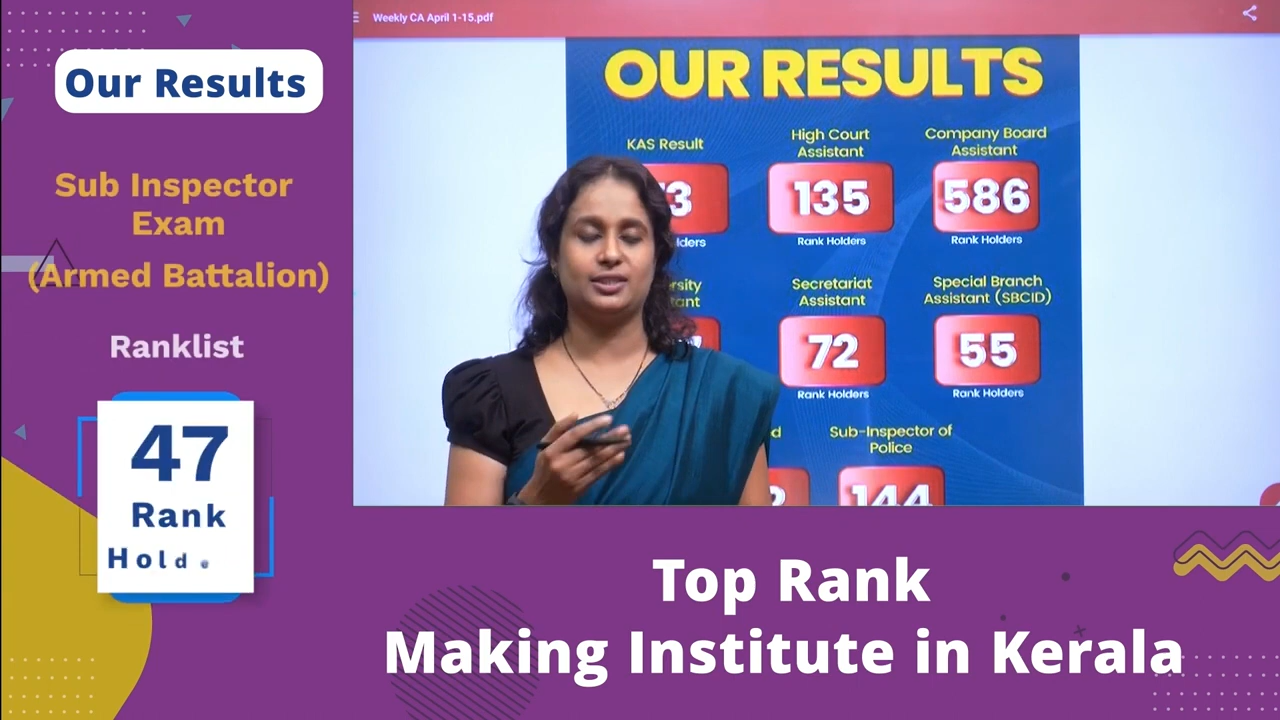 Our Results
Sub Inspector
Exam
(Armed Battalion)
Ranklist
47
Rank
Hold
Weekly CA April 1-15.pdf
OUR RESULTS
KAS Result
High Court
Assistant
135
Rank Holders
Company Board
Assistant
586
Rank Holders
Secretariat
Assistant
72
Rank Holders
Special Branch
Assistant (SBCID)
55
Rank Holders
Sub-Inspector of
Police
144
Top Rank
Making Institute in Kerala